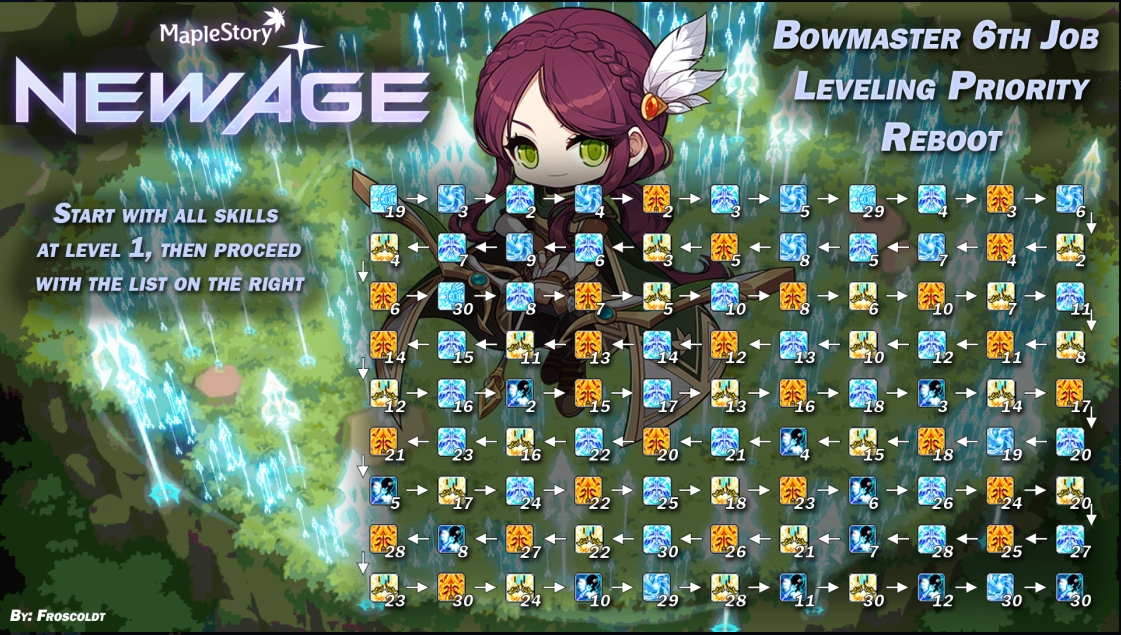 MapleStory
NEW AGE
BOWMASTER 6TH JOB
LEVELING PRIORITY
REBOOT
START WITH ALL SKILLS
AT LEVEL 1, THEN PROCEED
WITH THE LIST ON THE RIGHT
19 3 2 4 2 3 5 29 4 3 6
4 7 9 6 3 5 8 5 7 4 2
6 30 8 7 5 10 8 6 10 7 11
14 15 11 13 14 12 13 10 12 11 8
12 16 2 15 17 13 16 18 3 14 17
21 23 16 22 20 21 4 15 18 19 20
5 17 24 22 25 18 23 6 26 24 20
28 8 27 22 30 26 21 7 28 25 27
23 30 24 10 29 28 11 30 12 30 30
BY: FROSCOLDT